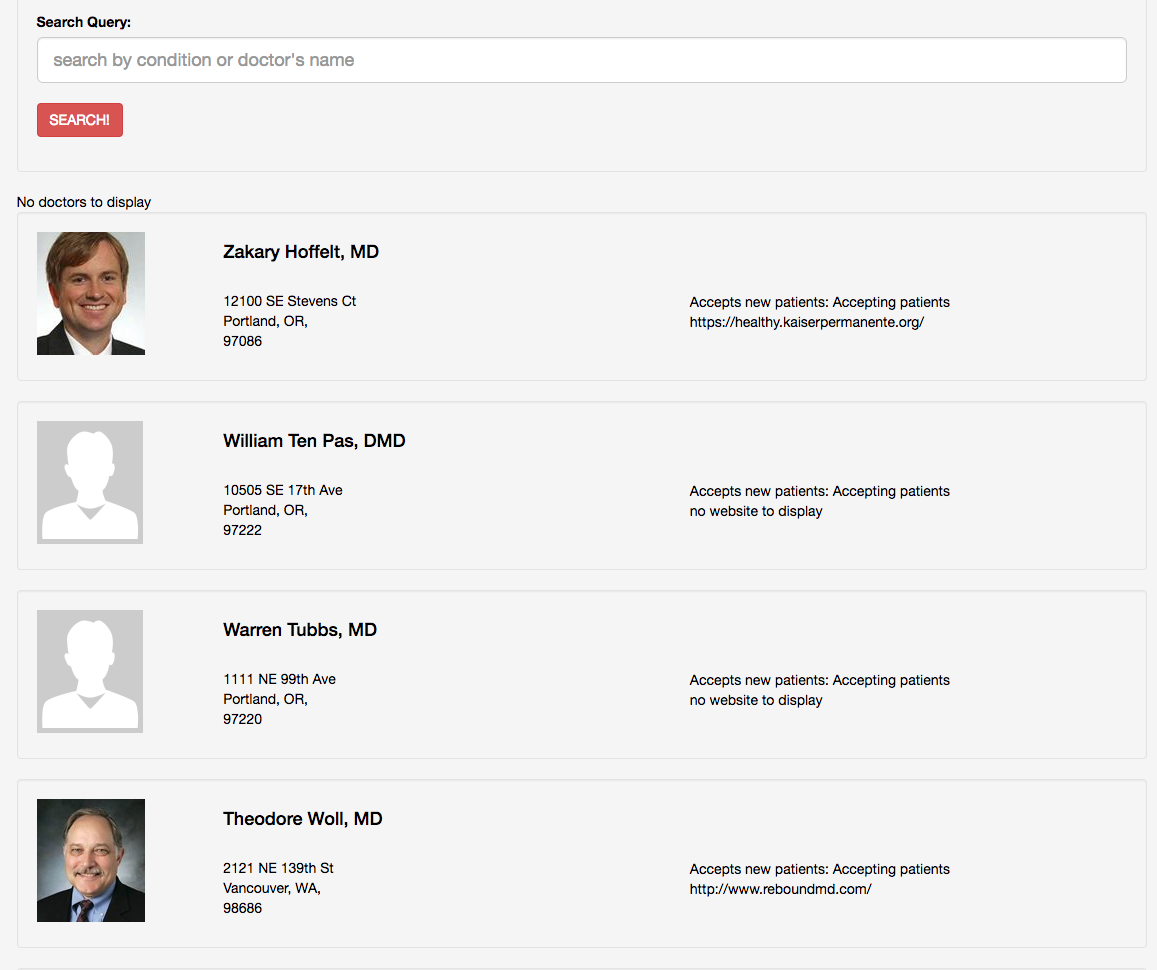 Search Query:
search by condition or doctor's name
SEARCH!
No doctors to display
Zakary Hoffelt, MD
12100 SE Stevens Ct
Portland, OR,
97086
Accepts new patients: Accepting patients
https://healthy.kaiserpermanente.org/
William Ten Pas, DMD
10505 SE 17th Ave
Portland, OR,
97222
Accepts new patients: Accepting patients
no website to display
Warren Tubbs, MD
1111 NE 99th Ave
Portland, OR,
97220
Accepts new patients: Accepting patients
no website to display
Theodore Woll, MD
2121 NE 139th St
Vancouver, WA,
98686
Accepts new patients: Accepting patients
http://www.reboundmd.com/